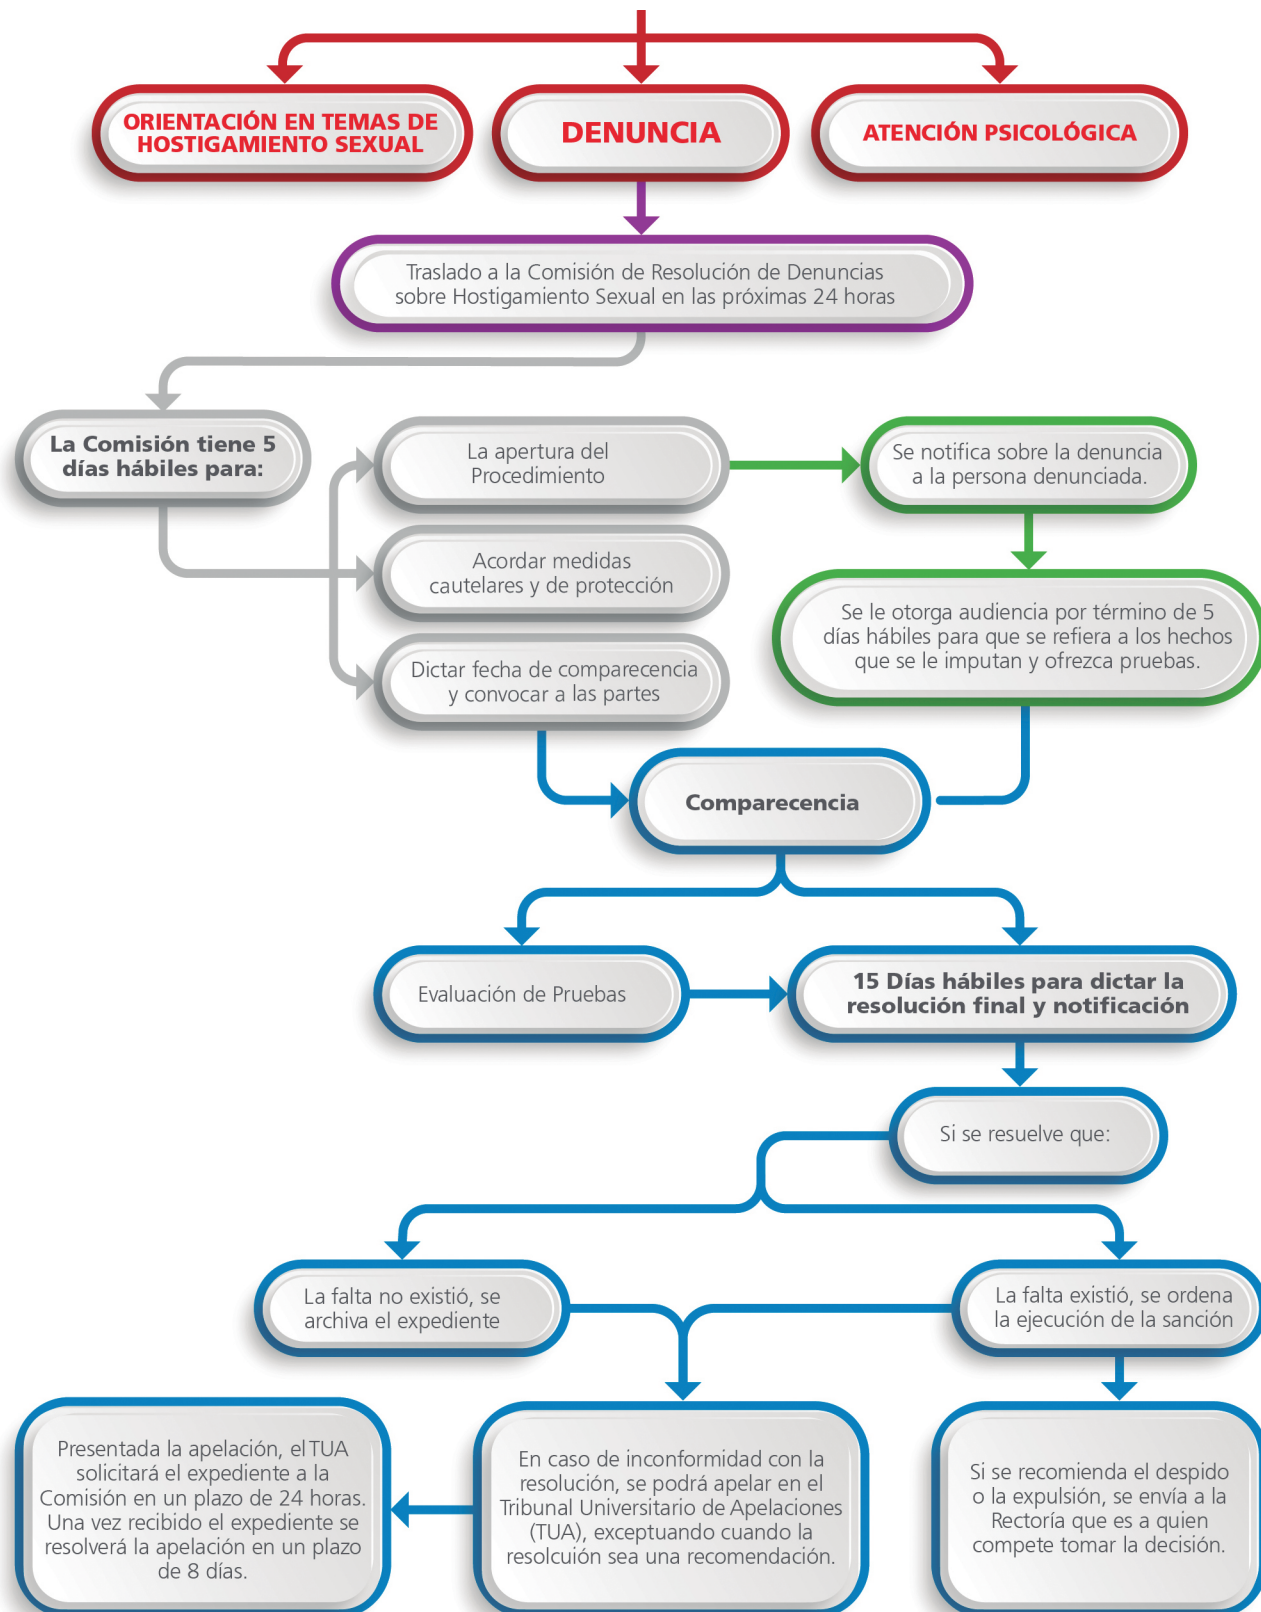 ORIENTACIÓN EN TEMAS DE
HOSTIGAMIENTO SEXUAL
DENUNCIA
ATENCIÓN PSICOLÓGICA
Traslado a la Comisión de Resolución de Denuncias
sobre Hostigamiento Sexual en las próximas 24 horas
La Comisión tiene 5
días hábiles para:
La apertura del
Procedimiento
Se notifica sobre la denuncia
a la persona denunciada.
Acordar medidas
cautelares y de protección
Se le otorga audiencia por término de 5
días hábiles para que se refiera a los hechos
que se le imputan y ofrezca pruebas.
Dictar fecha de comparecencia
y convocar a las partes
Comparecencia
Evaluación de Pruebas
15 Días hábiles para dictar la
resolución final y notificación
Si se resuelve que:
La falta no existió, se
archiva el expediente
La falta existió, se ordena
la ejecución de la sanción
Presentada la apelación, el TUA
solicitará el expediente a la
Comisión en un plazo de 24 horas.
Una vez recibido el expediente se
resolverá la apelación en un plazo
de 8 días.
En caso de inconformidad con la
resolución, se podrá apelar en el
Tribunal Universitario de Apelaciones
(TUA), exceptuando cuando la
resolcuión sea una recomendación.
Si se recomienda el despido
o la expulsión, se envía a la
Rectoría que es a quien
compete tomar la decisión.